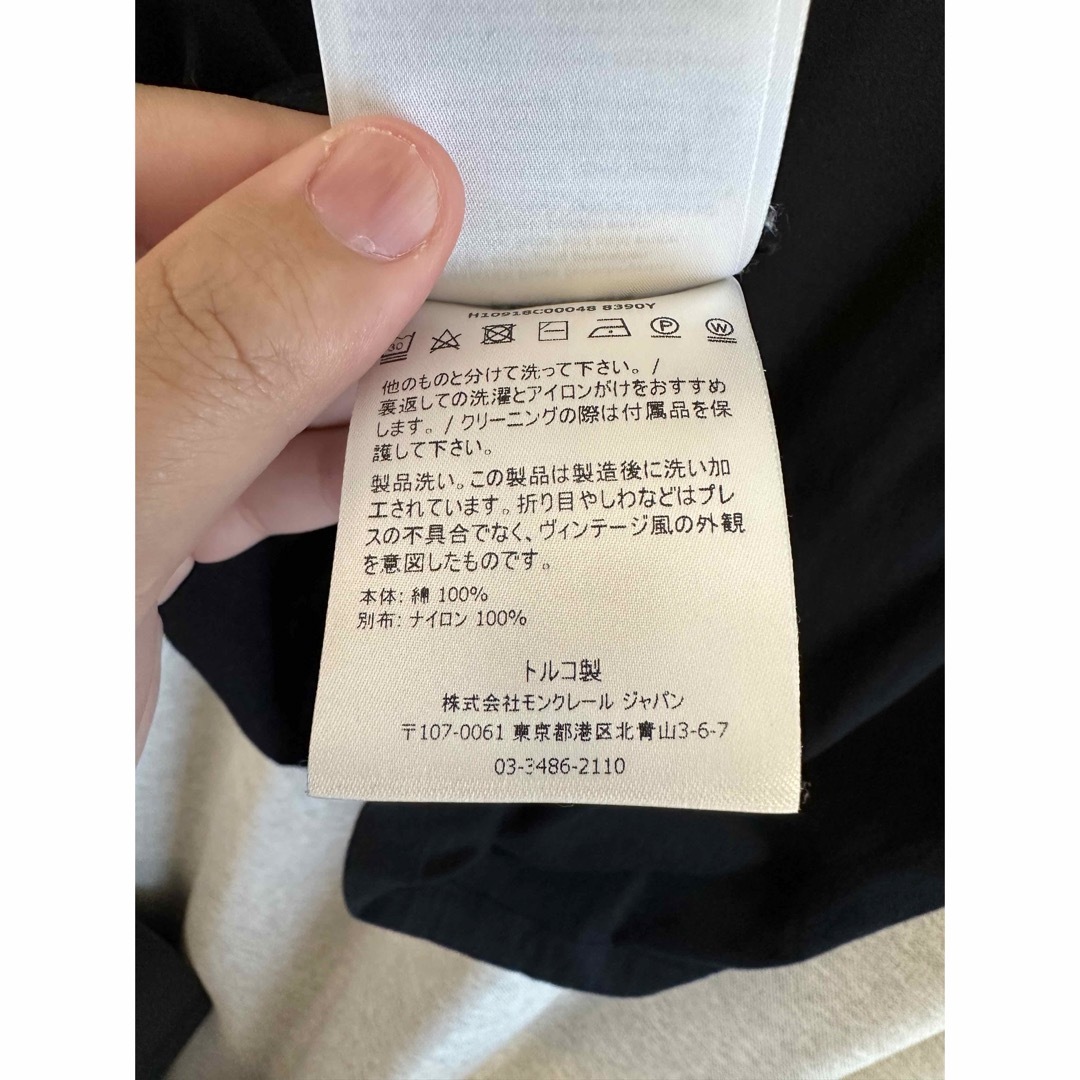 H10918C00048 8390Y
30 P W
他のものと分けて洗って下さい。/
裏返しての洗濯とアイロンがけをおすすめ
します。/ クリーニングの際は付属品を保
護して下さい。
製品洗い。この製品は製造後に洗い加
工されています。折り目やしわなどはプレ
スの不具合でなく、ヴィンテージ風の外観
を意図したものです。
本体: 綿 100%
別布: ナイロン 100%
トルコ製
株式会社モンクレール ジャパン
〒107-0061 東京都港区北青山3-6-7
03-3486-2110